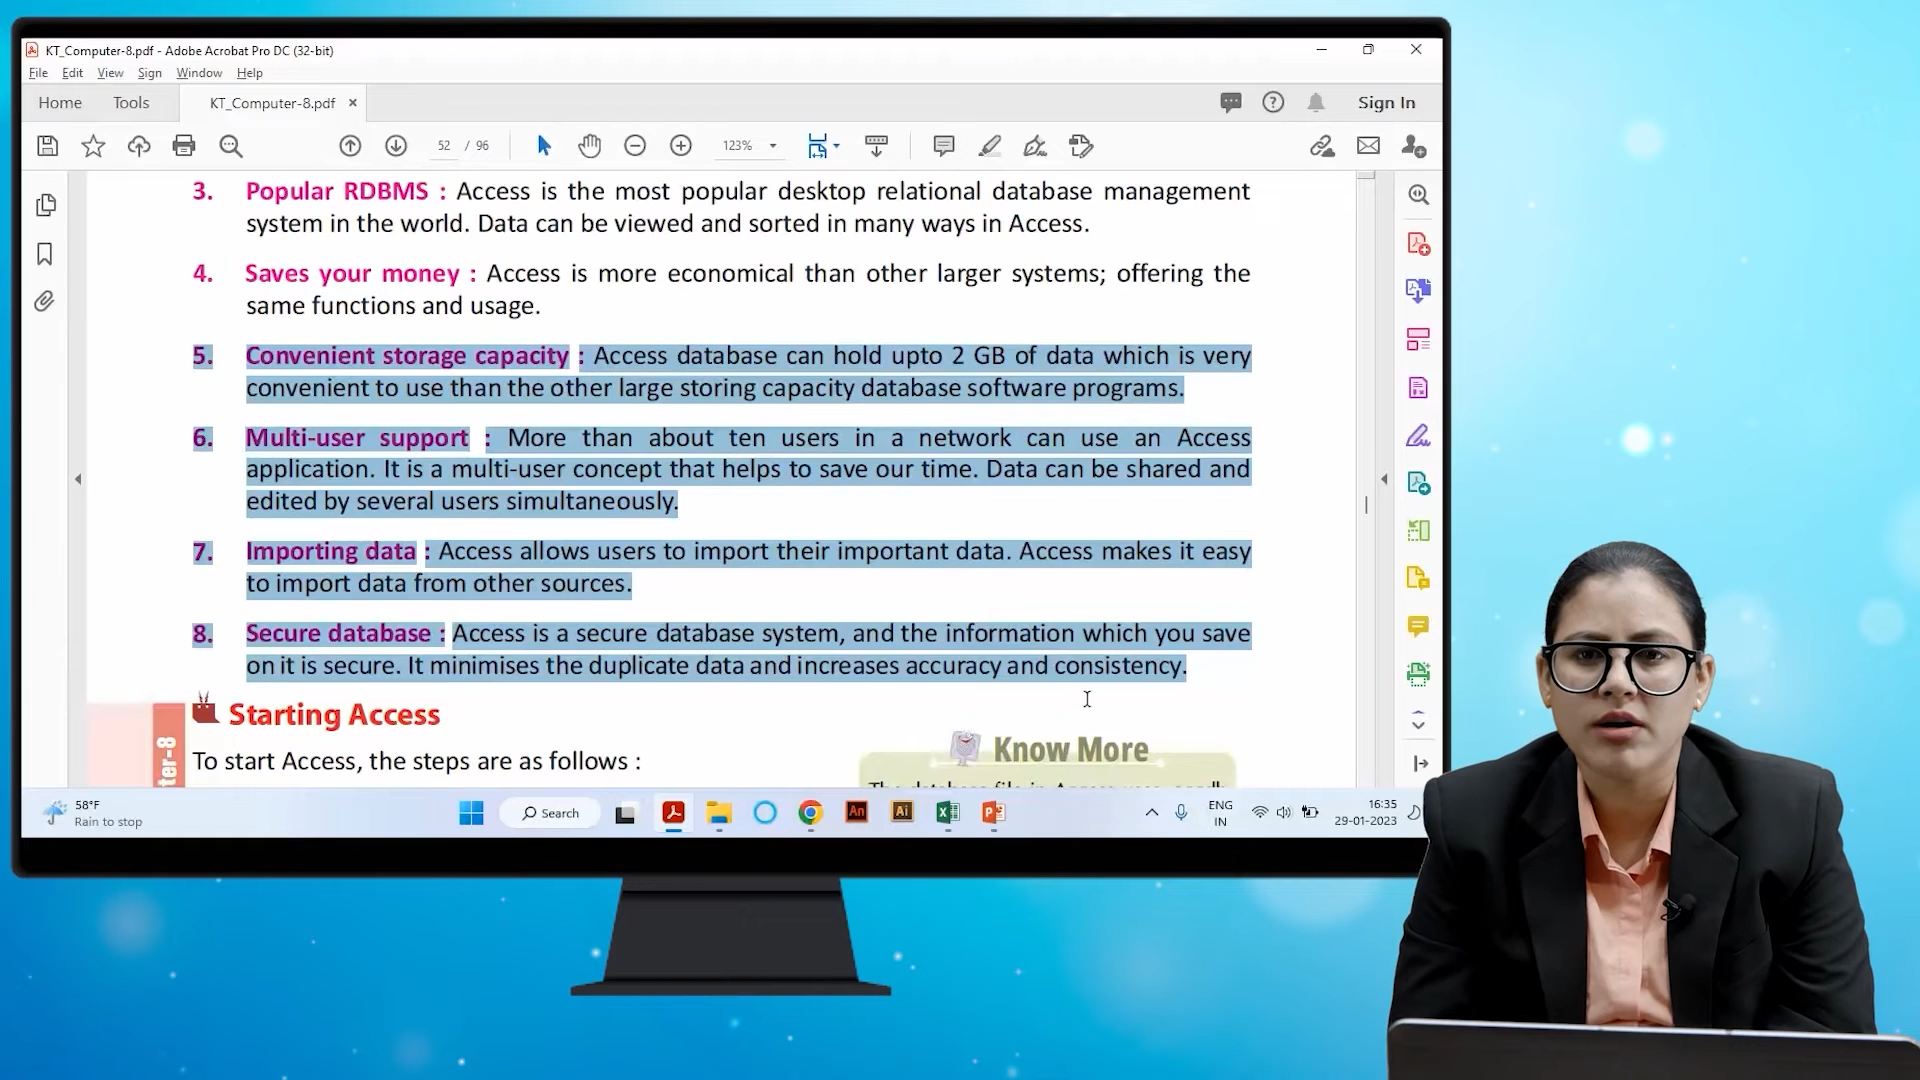 KT_Computer-8.pdf - Adobe Acrobat Pro DC (32-bit)
File Edit View Sign Window Help
Home Tools KT_Computer-8.pdf × Sign In
52 / 96 123%
3. Popular RDBMS : Access is the most popular desktop relational database management
system in the world. Data can be viewed and sorted in many ways in Access.
4. Saves your money : Access is more economical than other larger systems; offering the
same functions and usage.
5. Convenient storage capacity : Access database can hold upto 2 GB of data which is very
convenient to use than the other large storing capacity database software programs.
6. Multi-user support : More than about ten users in a network can use an Access
application. It is a multi-user concept that helps to save our time. Data can be shared and
edited by several users simultaneously.
7. Importing data : Access allows users to import their important data. Access makes it easy
to import data from other sources.
8. Secure database : Access is a secure database system, and the information which you save
on it is secure. It minimises the duplicate data and increases accuracy and consistency.
Starting Access
ter-8
Know More
To start Access, the steps are as follows :
58°F
Rain to stop
Search
An
Ai
ENG
IN
16:35
29-01-2023